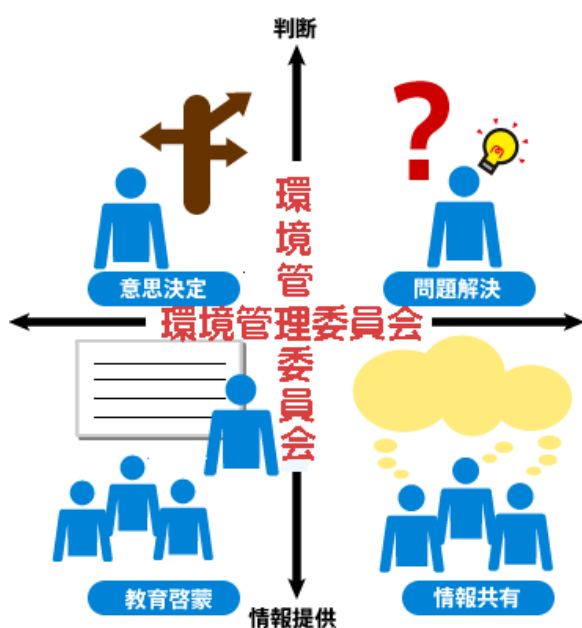 判断
環境管理委員会
意思決定
問題解決
環境管理委員会
教育啓蒙
情報共有
情報提供